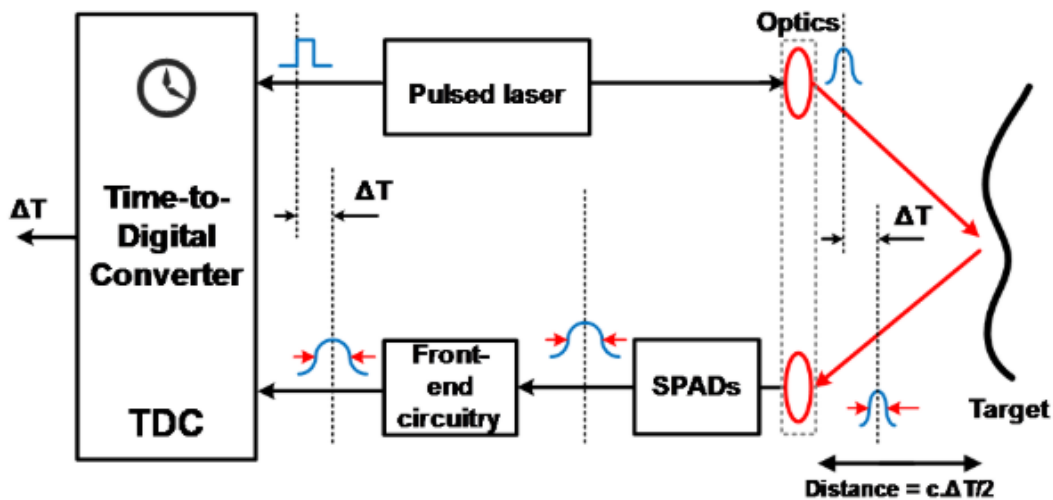 Optics
Pulsed laser
Time-to-
Digital
Converter
ΔT
ΔT
ΔT
Front-
end
circuitry
SPADs
TDC
Target
Distance = c.ΔT/2